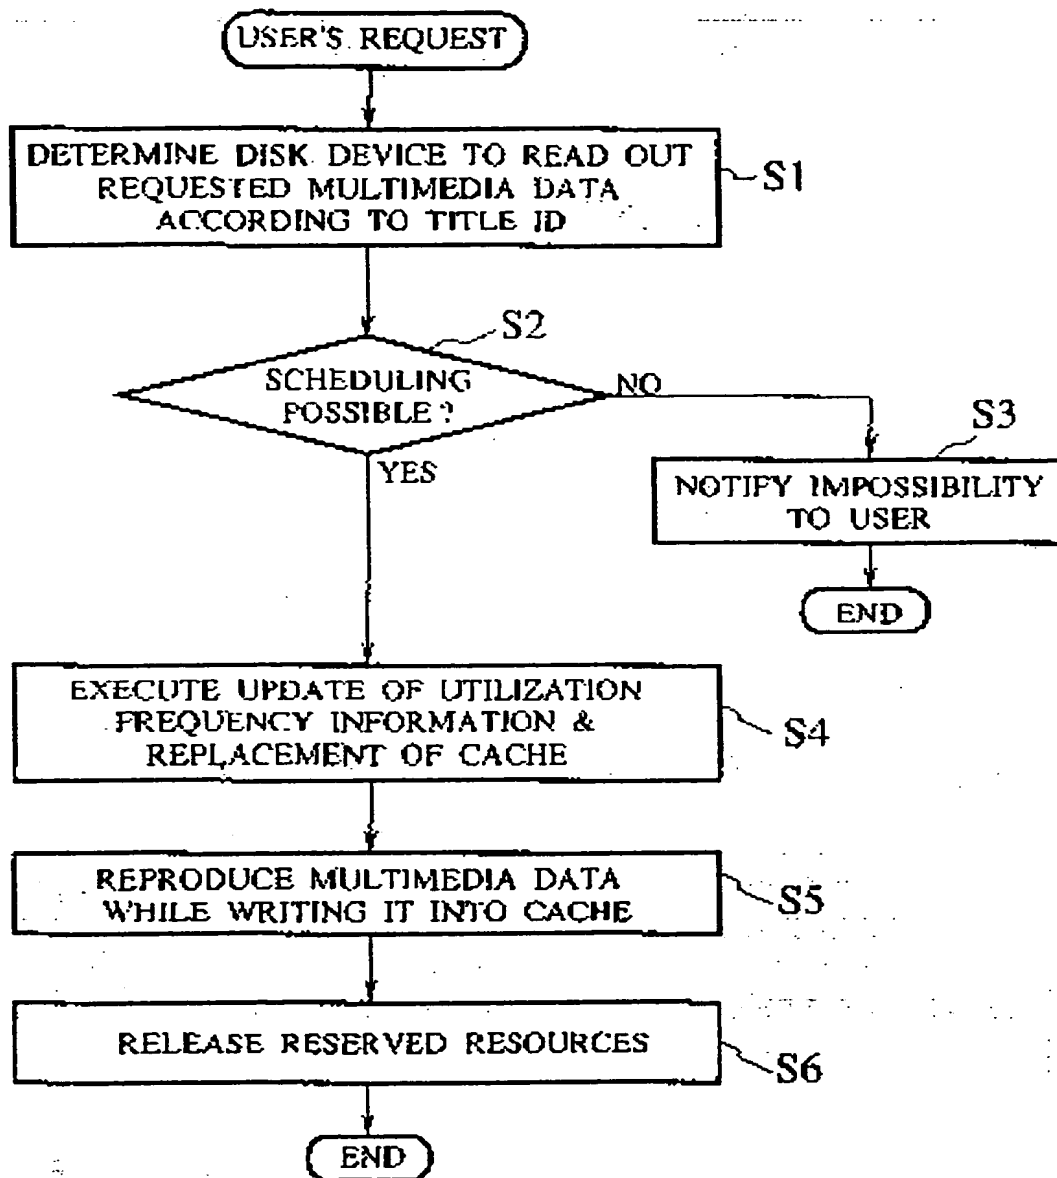 USER'S REQUEST
DETERMINE DISK DEVICE TO READ OUT
REQUESTED MULTIMEDIA DATA
ACCORDING TO TITLE ID
S1
S2
SCHEDULING
POSSIBLE?
NO
YES
S3
NOTIFY IMPOSSIBILITY
TO USER
END
EXECUTE UPDATE OF UTILIZATION
FREQUENCY INFORMATION &
REPLACEMENT OF CACHE
S4
REPRODUCE MULTIMEDIA DATA
WHILE WRITING IT INTO CACHE
S5
RELEASE RESERVED RESOURCES
S6
END